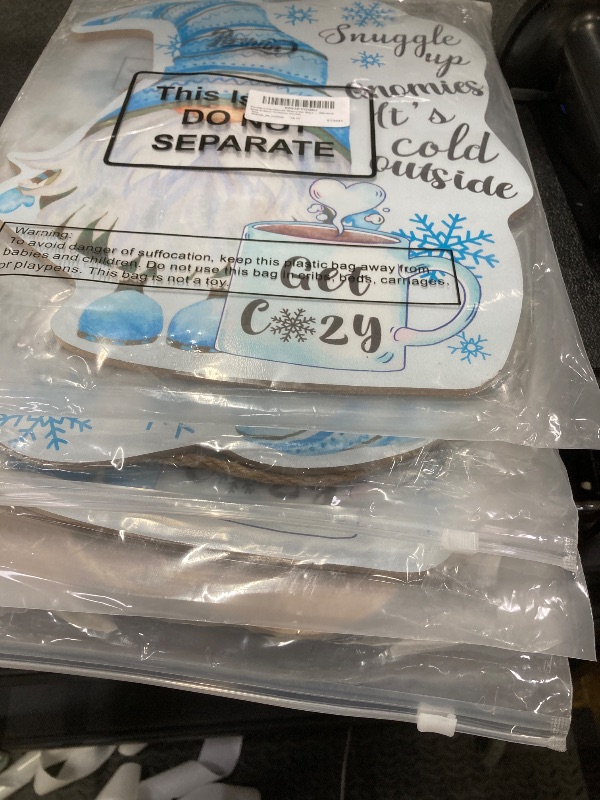 Snuggle
up
Gnomies
It's
cold
outside
This Is
DO NOT
SEPARATE
Warning:
To avoid danger of suffocation, keep this plastic bag away from
babies and children. Do not use this bag in cribs, beds, carriages.
or playpens. This bag is not a toy.
Get
Cozy